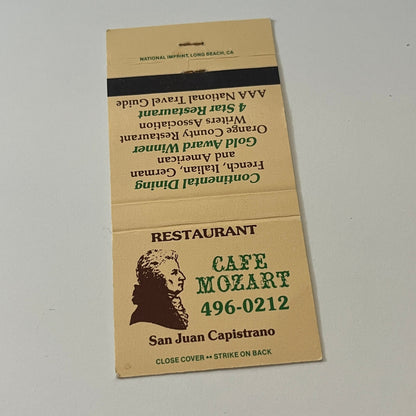 NATIONAL IMPRINT, LONG BEACH, CA.
Continental Dining
French, Italian, German
and American
Gold Award Winner
Orange County Restaurant
Writers Association
4 Star Restaurant
AAA National Travel Guide
RESTAURANT
CAFE
MOZART
496-0212
San Juan Capistrano
CLOSE COVER •• STRIKE ON BACK